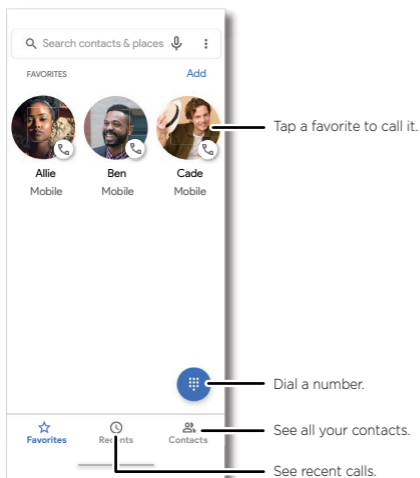 Search contacts & places
FAVORITES Add
Tap a favorite to call it.
Allie Ben Cade
Mobile Mobile Mobile
Dial a number.
Favorites Recents Contacts
See all your contacts.
See recent calls.